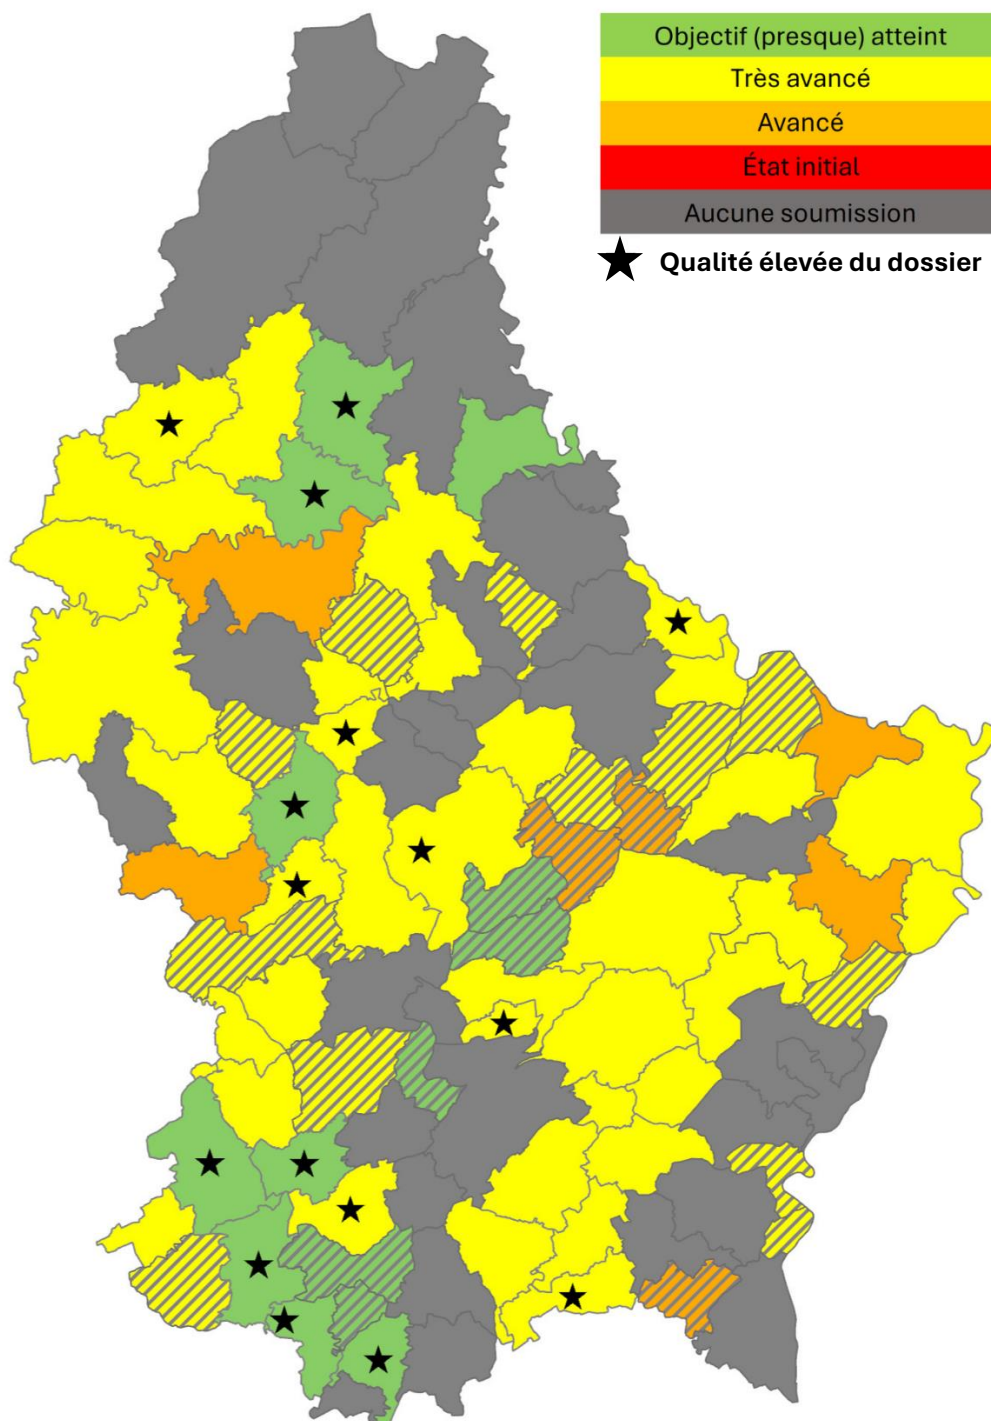 Objectif (presque) atteint
Très avancé
Avancé
État initial
Aucune soumission
Qualité élevée du dossier